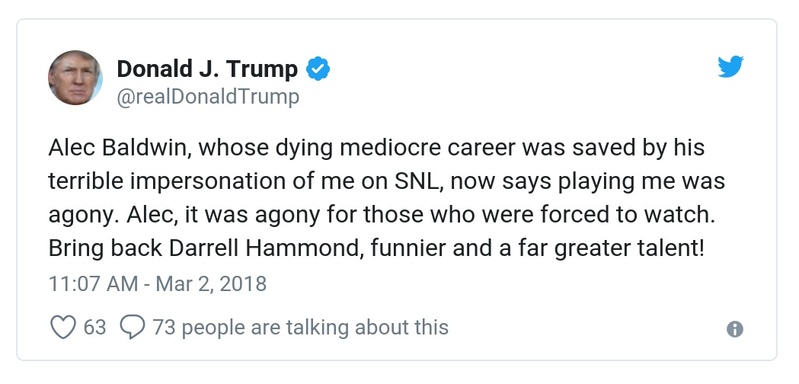 Donald J. Trump
@realDonaldTrump
Alec Baldwin, whose dying mediocre career was saved by his
terrible impersonation of me on SNL, now says playing me was
agony. Alec, it was agony for those who were forced to watch.
Bring back Darrell Hammond, funnier and a far greater talent!
11:07 AM - Mar 2, 2018
63 73 people are talking about this